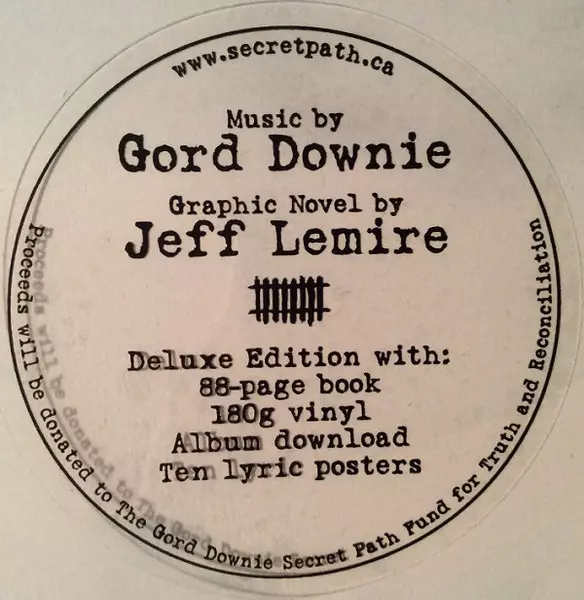 www.secretpath.ca
Music by
Gord Downie
Graphic Novel by
Jeff Lemire
Deluxe Edition with:
88-page book
180g vinyl
Album download
Ten lyric posters
Proceeds will be donated to The Gord Downie Secret Path Fund for Truth and Reconciliation